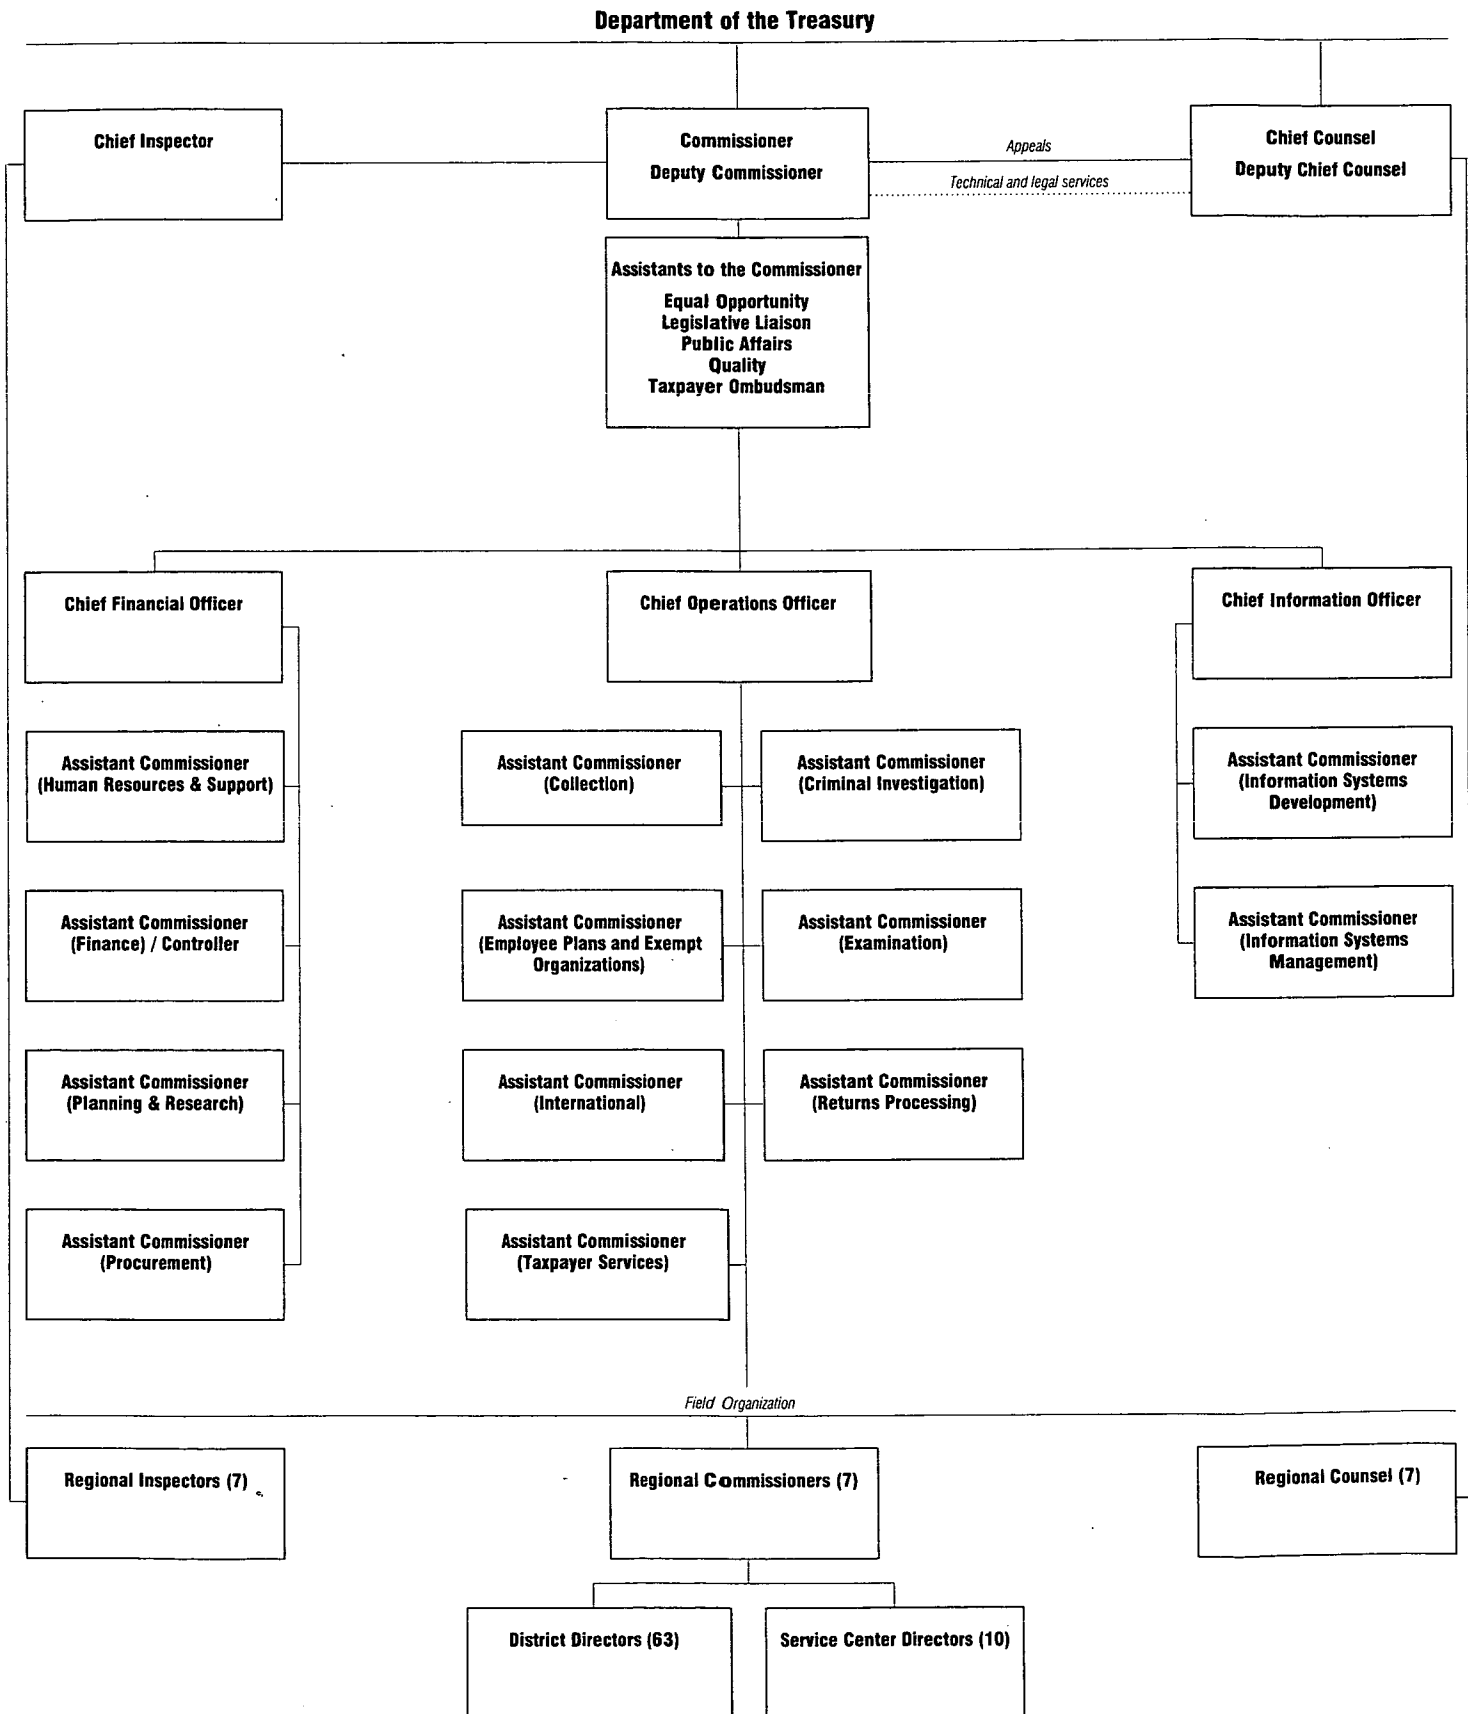 Department of the Treasury
Chief Inspector
Commissioner
Deputy Commissioner
Appeals
Technical and legal services
Chief Counsel
Deputy Chief Counsel
Assistants to the Commissioner
Equal Opportunity
Legislative Liaison
Public Affairs
Quality
Taxpayer Ombudsman
Chief Financial Officer
Chief Operations Officer
Chief Information Officer
Assistant Commissioner
(Human Resources & Support)
Assistant Commissioner
(Collection)
Assistant Commissioner
(Criminal Investigation)
Assistant Commissioner
(Information Systems
Development)
Assistant Commissioner
(Finance) / Controller
Assistant Commissioner
(Employee Plans and Exempt
Organizations)
Assistant Commissioner
(Examination)
Assistant Commissioner
(Information Systems
Management)
Assistant Commissioner
(Planning & Research)
Assistant Commissioner
(International)
Assistant Commissioner
(Returns Processing)
Assistant Commissioner
(Procurement)
Assistant Commissioner
(Taxpayer Services)
Field Organization
Regional Inspectors (7)
Regional Commissioners (7)
Regional Counsel (7)
District Directors (63)
Service Center Directors (10)